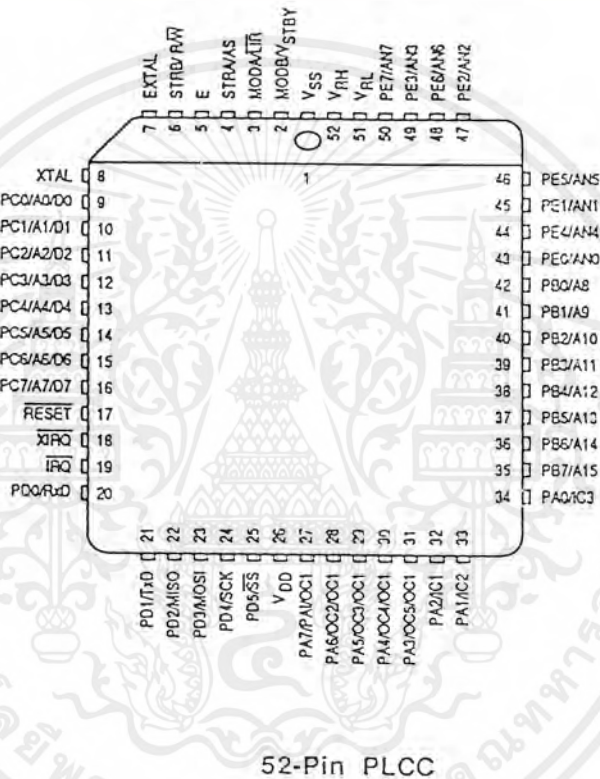 EXTAL
STRB/R/W̅
E
STRA/AS
MODA/L̅I̅R̅
MODB/VSTBY
VSS
VRH
VRL
PE7/AN7
PE3/AN3
PE6/AN6
PE2/AN2
7
6
5
4
3
2
52
51
50
49
48
47
1
XTAL 8
PC0/A0/D0 9
PC1/A1/D1 10
PC2/A2/D2 11
PC3/A3/D3 12
PC4/A4/D4 13
PC5/A5/D5 14
PC6/A6/D6 15
PC7/A7/D7 16
R̅E̅S̅E̅T̅ 17
X̅I̅R̅Q̅ 18
I̅R̅Q̅ 19
PD0/RxD 20
46 PE5/AN5
45 PE1/AN1
44 PE4/AN4
43 PE0/AN0
42 PB0/A8
41 PB1/A9
40 PB2/A10
39 PB3/A11
38 PB4/A12
37 PB5/A13
36 PB6/A14
35 PB7/A15
34 PA0/IC3
21
22
23
24
25
26
27
28
29
30
31
32
33
PD1/TxD
PD2/MISO
PD3/MOSI
PD4/SCK
PD5/S̅S̅
VDD
PA7/PAI/OC1
PA6/OC2/OC1
PA5/OC3/OC1
PA4/OC4/OC1
PA3/OC5/OC1
PA2/IC1
PA1/IC2
52-Pin PLCC